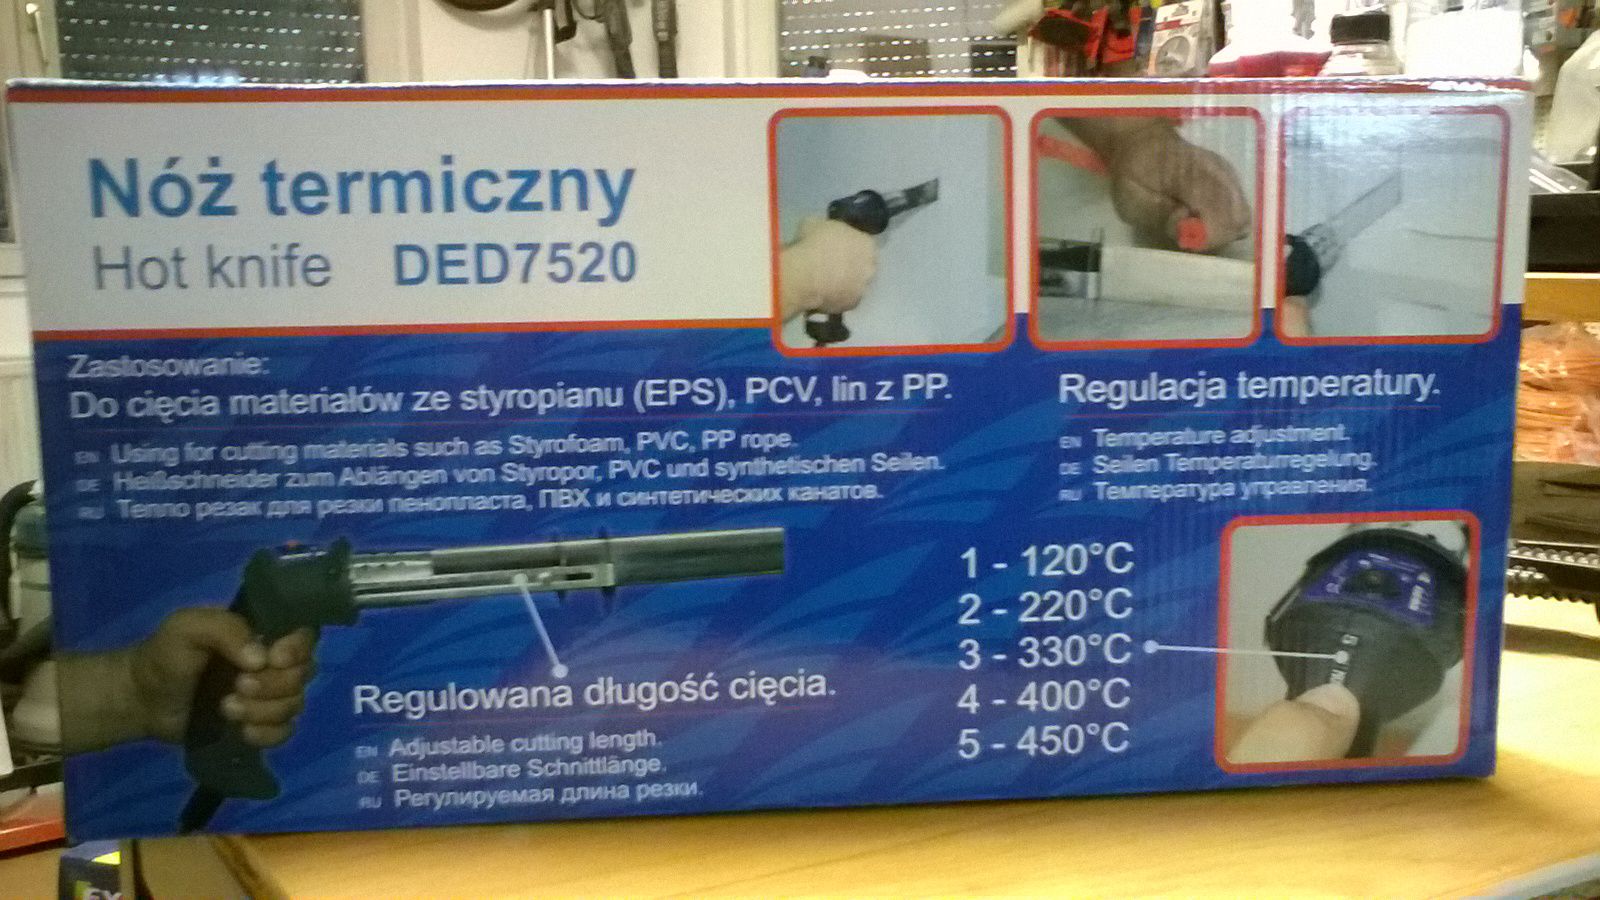 Nóż termiczny
Hot knife DED7520
Zastosowanie:
Do cięcia materiałów ze styropianu (EPS), PCV, lin z PP.
EN Using for cutting materials such as Styrofoam, PVC, PP rope.
DE Heißschneider zum Ablängen von Styropor, PVC und synthetischen Seilen.
RU Тепло резак для резки пенопласта, ПВХ и синтетических канатов.
Regulacja temperatury.
EN Temperature adjustment.
DE Seilen Temperaturregelung.
RU Температура управления.
1 - 120°C
2 - 220°C
3 - 330°C
4 - 400°C
5 - 450°C
Regulowana długość cięcia.
EN Adjustable cutting length.
DE Einstellbare Schnittlänge.
RU Регулируемая длина резки.